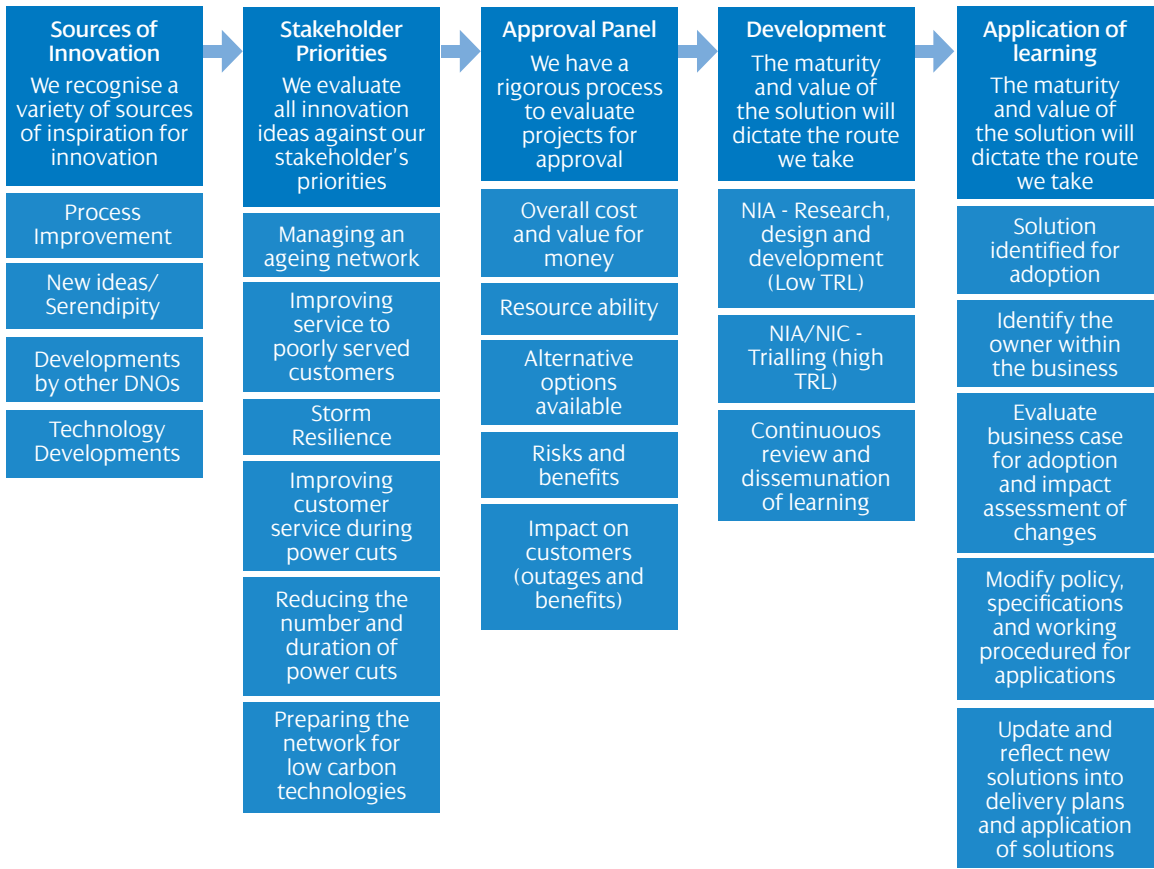 Sources of
Innovation
We recognise a
variety of sources
of inspiration for
innovation
Process
Improvement
New ideas/
Serendipity
Developments
by other DNOs
Technology
Developments
Stakeholder
Priorities
We evaluate
all innovation
ideas against our
stakeholder's
priorities
Managing an
ageing network
Improving
service to
poorly served
customers
Storm
Resilience
Improving
customer
service during
power cuts
Reducing the
number and
duration of
power cuts
Preparing the
network for
low carbon
technologies
Approval Panel
We have a
rigorous process
to evaluate
projects for
approval
Overall cost
and value for
money
Resource ability
Alternative
options
available
Risks and
benefits
Impact on
customers
(outages and
benefits)
Development
The maturity
and value of
the solution will
dictate the route
we take
NIA - Research,
design and
development
(Low TRL)
NIA/NIC -
Trialling (high
TRL)
Continuouos
review and
dissemunation
of learning
Application of
learning
The maturity
and value of
the solution will
dictate the route
we take
Solution
identified for
adoption
Identify the
owner within
the business
Evaluate
business case
for adoption
and impact
assessment of
changes
Modify policy,
specifications
and working
procedured for
applications
Update and
reflect new
solutions into
delivery plans
and application
of solutions